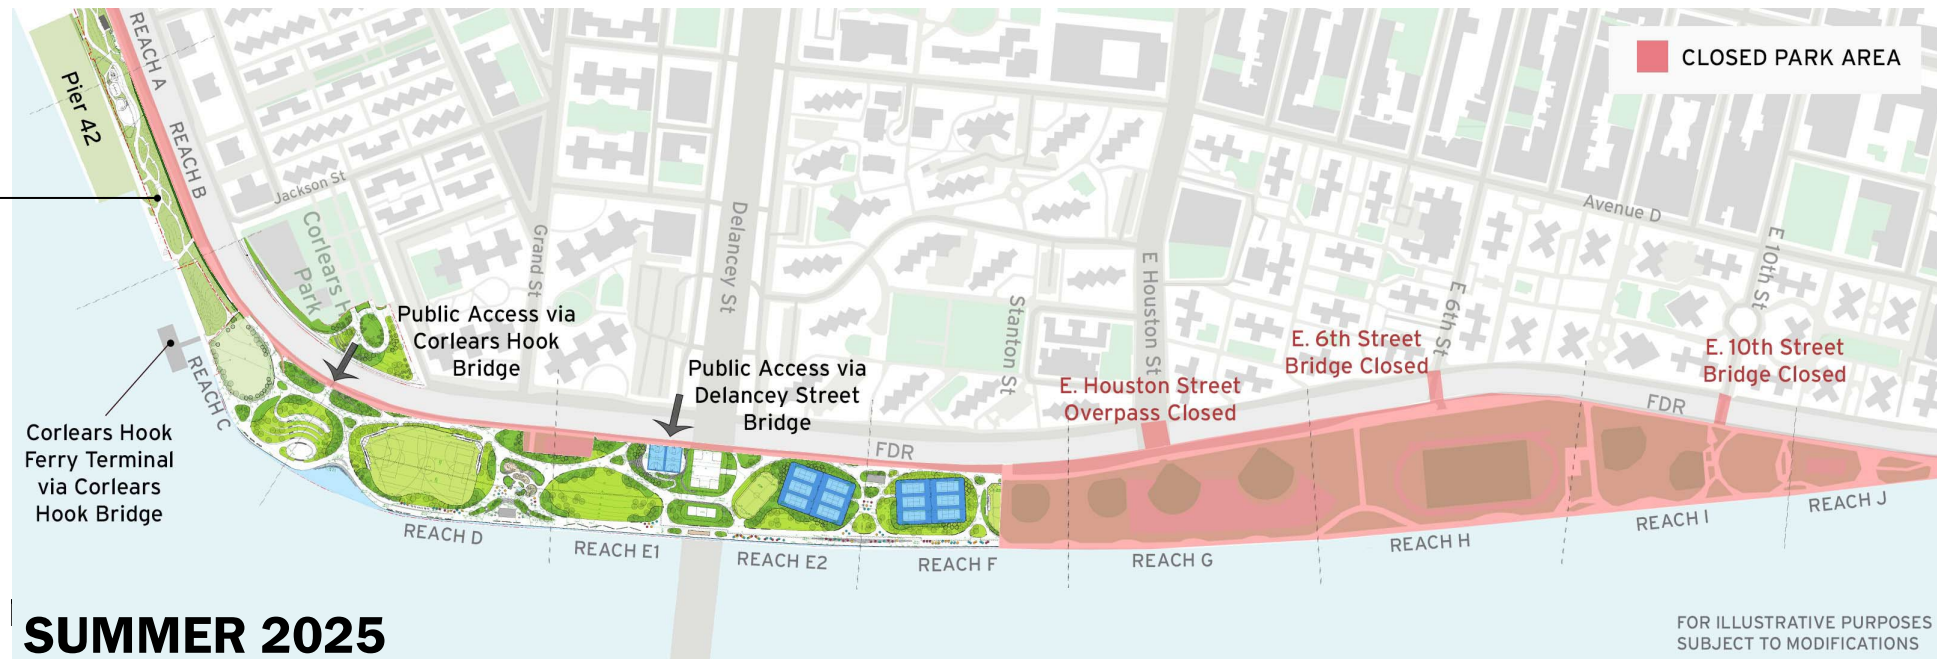 REACH A
Pier 42
REACH B
Jackson St
Corlears H
Park
Grand St
Delancey St
Stanton St
E Houston St
E 6th St
Avenue D
E 10th St
CLOSED PARK AREA
Public Access via
Corlears Hook
Bridge
Public Access via
Delancey Street
Bridge
E. Houston Street
Overpass Closed
E. 6th Street
Bridge Closed
E. 10th Street
Bridge Closed
FDR
FDR
Corlears Hook
Ferry Terminal
via Corlears
Hook Bridge
REACH C
REACH D
REACH E1
REACH E2
REACH F
REACH G
REACH H
REACH I
REACH J
SUMMER 2025
FOR ILLUSTRATIVE PURPOSES
SUBJECT TO MODIFICATIONS